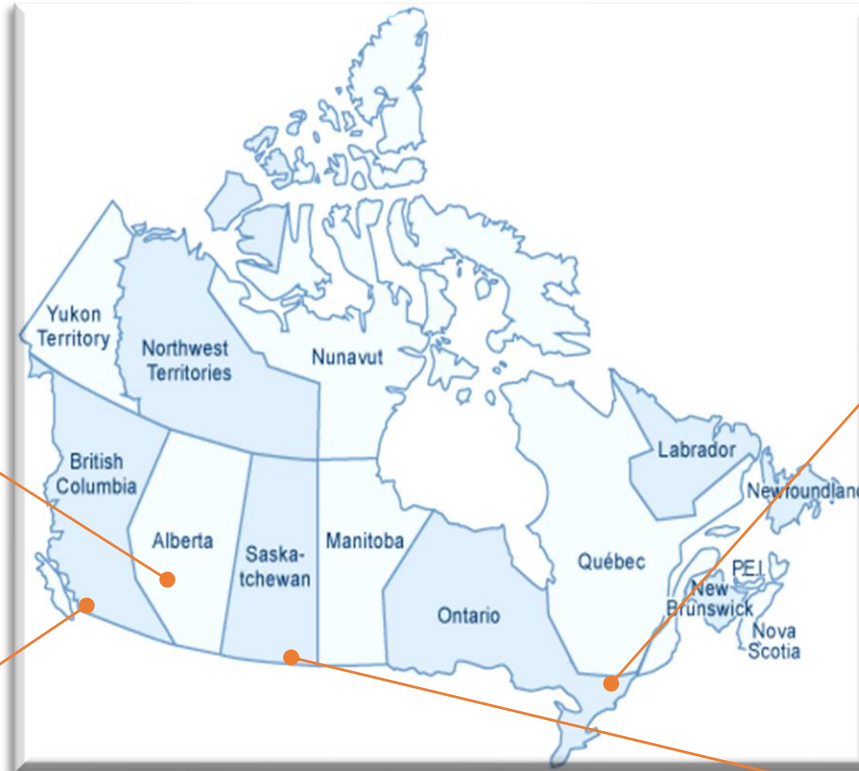 Yukon
Territory
Northwest
Territories
Nunavut
British
Columbia
Alberta
Saska-
tchewan
Manitoba
Ontario
Québec
Labrador
Newfoundland
P.E.I.
New
Brunswick
Nova
Scotia